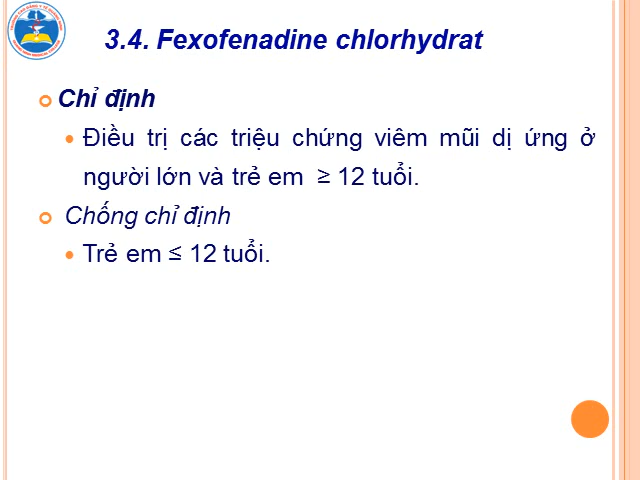 3.4. Fexofenadine chlorhydrat
Chỉ định
Điều trị các triệu chứng viêm mũi dị ứng ở
người lớn và trẻ em ≥ 12 tuổi.
Chống chỉ định
Trẻ em ≤ 12 tuổi.